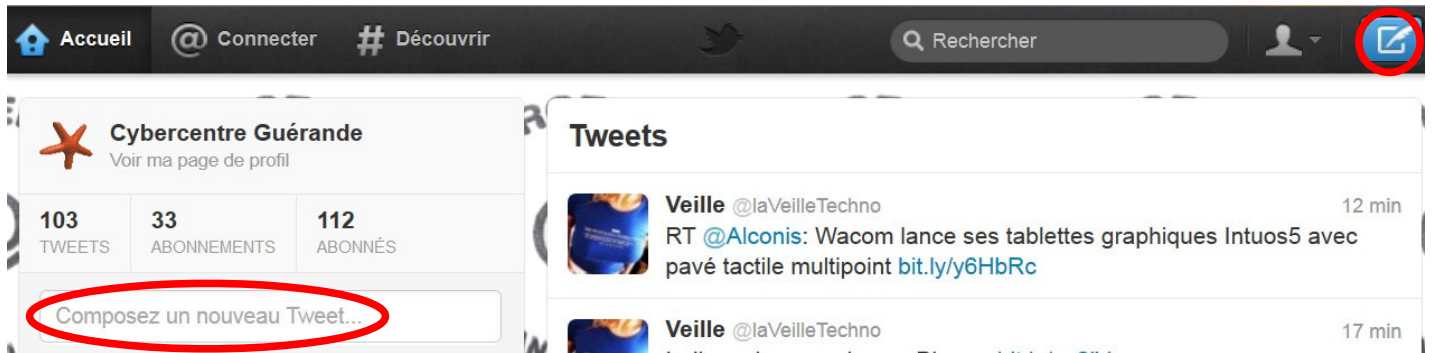 Accueil @ Connecter # Découvrir Rechercher
Cybercentre Guérande
Voir ma page de profil
103 33 112
TWEETS ABONNEMENTS ABONNÉS
Composez un nouveau Tweet...
Tweets
Veille @laVeilleTechno 12 min
RT @Alconis: Wacom lance ses tablettes graphiques Intuos5 avec
pavé tactile multipoint bit.ly/y6HbRc
Veille @laVeilleTechno 17 min